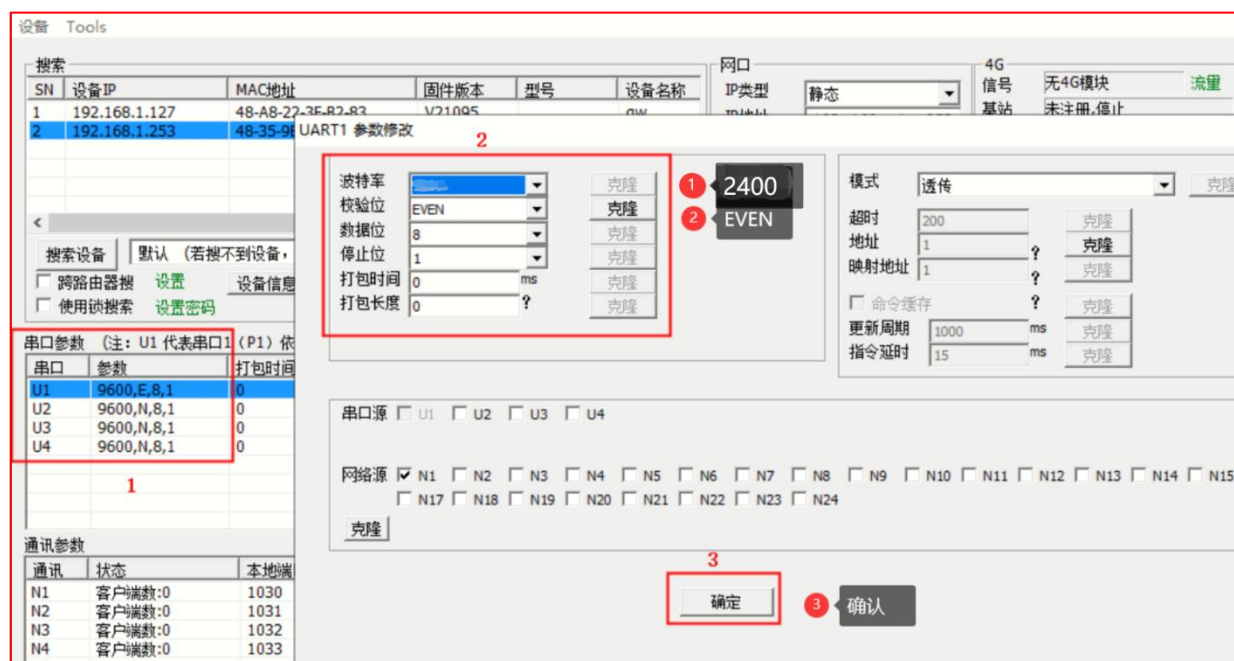 设备 Tools
搜索
SN 设备IP MAC地址 固件版本 型号 设备名称
1 192.168.1.127 48-A8-22-3F-B2-83 V21095
2 192.168.1.253
搜索设备 默认 (若搜不到设备,
跨路由器搜 设置 设备信息
使用锁搜索 设置密码
串口参数 (注: U1 代表串口1 (P1) 依
串口 参数 打包时间
U1 9600,E,8,1 0
U2 9600,N,8,1 0
U3 9600,N,8,1 0
U4 9600,N,8,1 0
1
通讯参数
通讯 状态 本地端
N1 客户端数:0 1030
N2 客户端数:0 1031
N3 客户端数:0 1032
N4 客户端数:0 1033
网口
IP类型 静态
4G
信号 无4G模块 流量
基站 未注册,停止
UART1 参数修改
2
波特率 克隆 1 2400
校验位 EVEN 克隆 2 EVEN
数据位 8 克隆
停止位 1 克隆
打包时间 0 ms 克隆
打包长度 0 ? 克隆
模式 透传 克隆
超时 200 克隆
地址 1 ? 克隆
映射地址 1 ? 克隆
命令缓存 ? 克隆
更新周期 1000 ms 克隆
指令延时 15 ms 克隆
串口源 U1 U2 U3 U4
网络源 N1 N2 N3 N4 N5 N6 N7 N8 N9 N10 N11 N12 N13 N14 N15
N17 N18 N19 N20 N21 N22 N23 N24
克隆
3
确定 3 确认